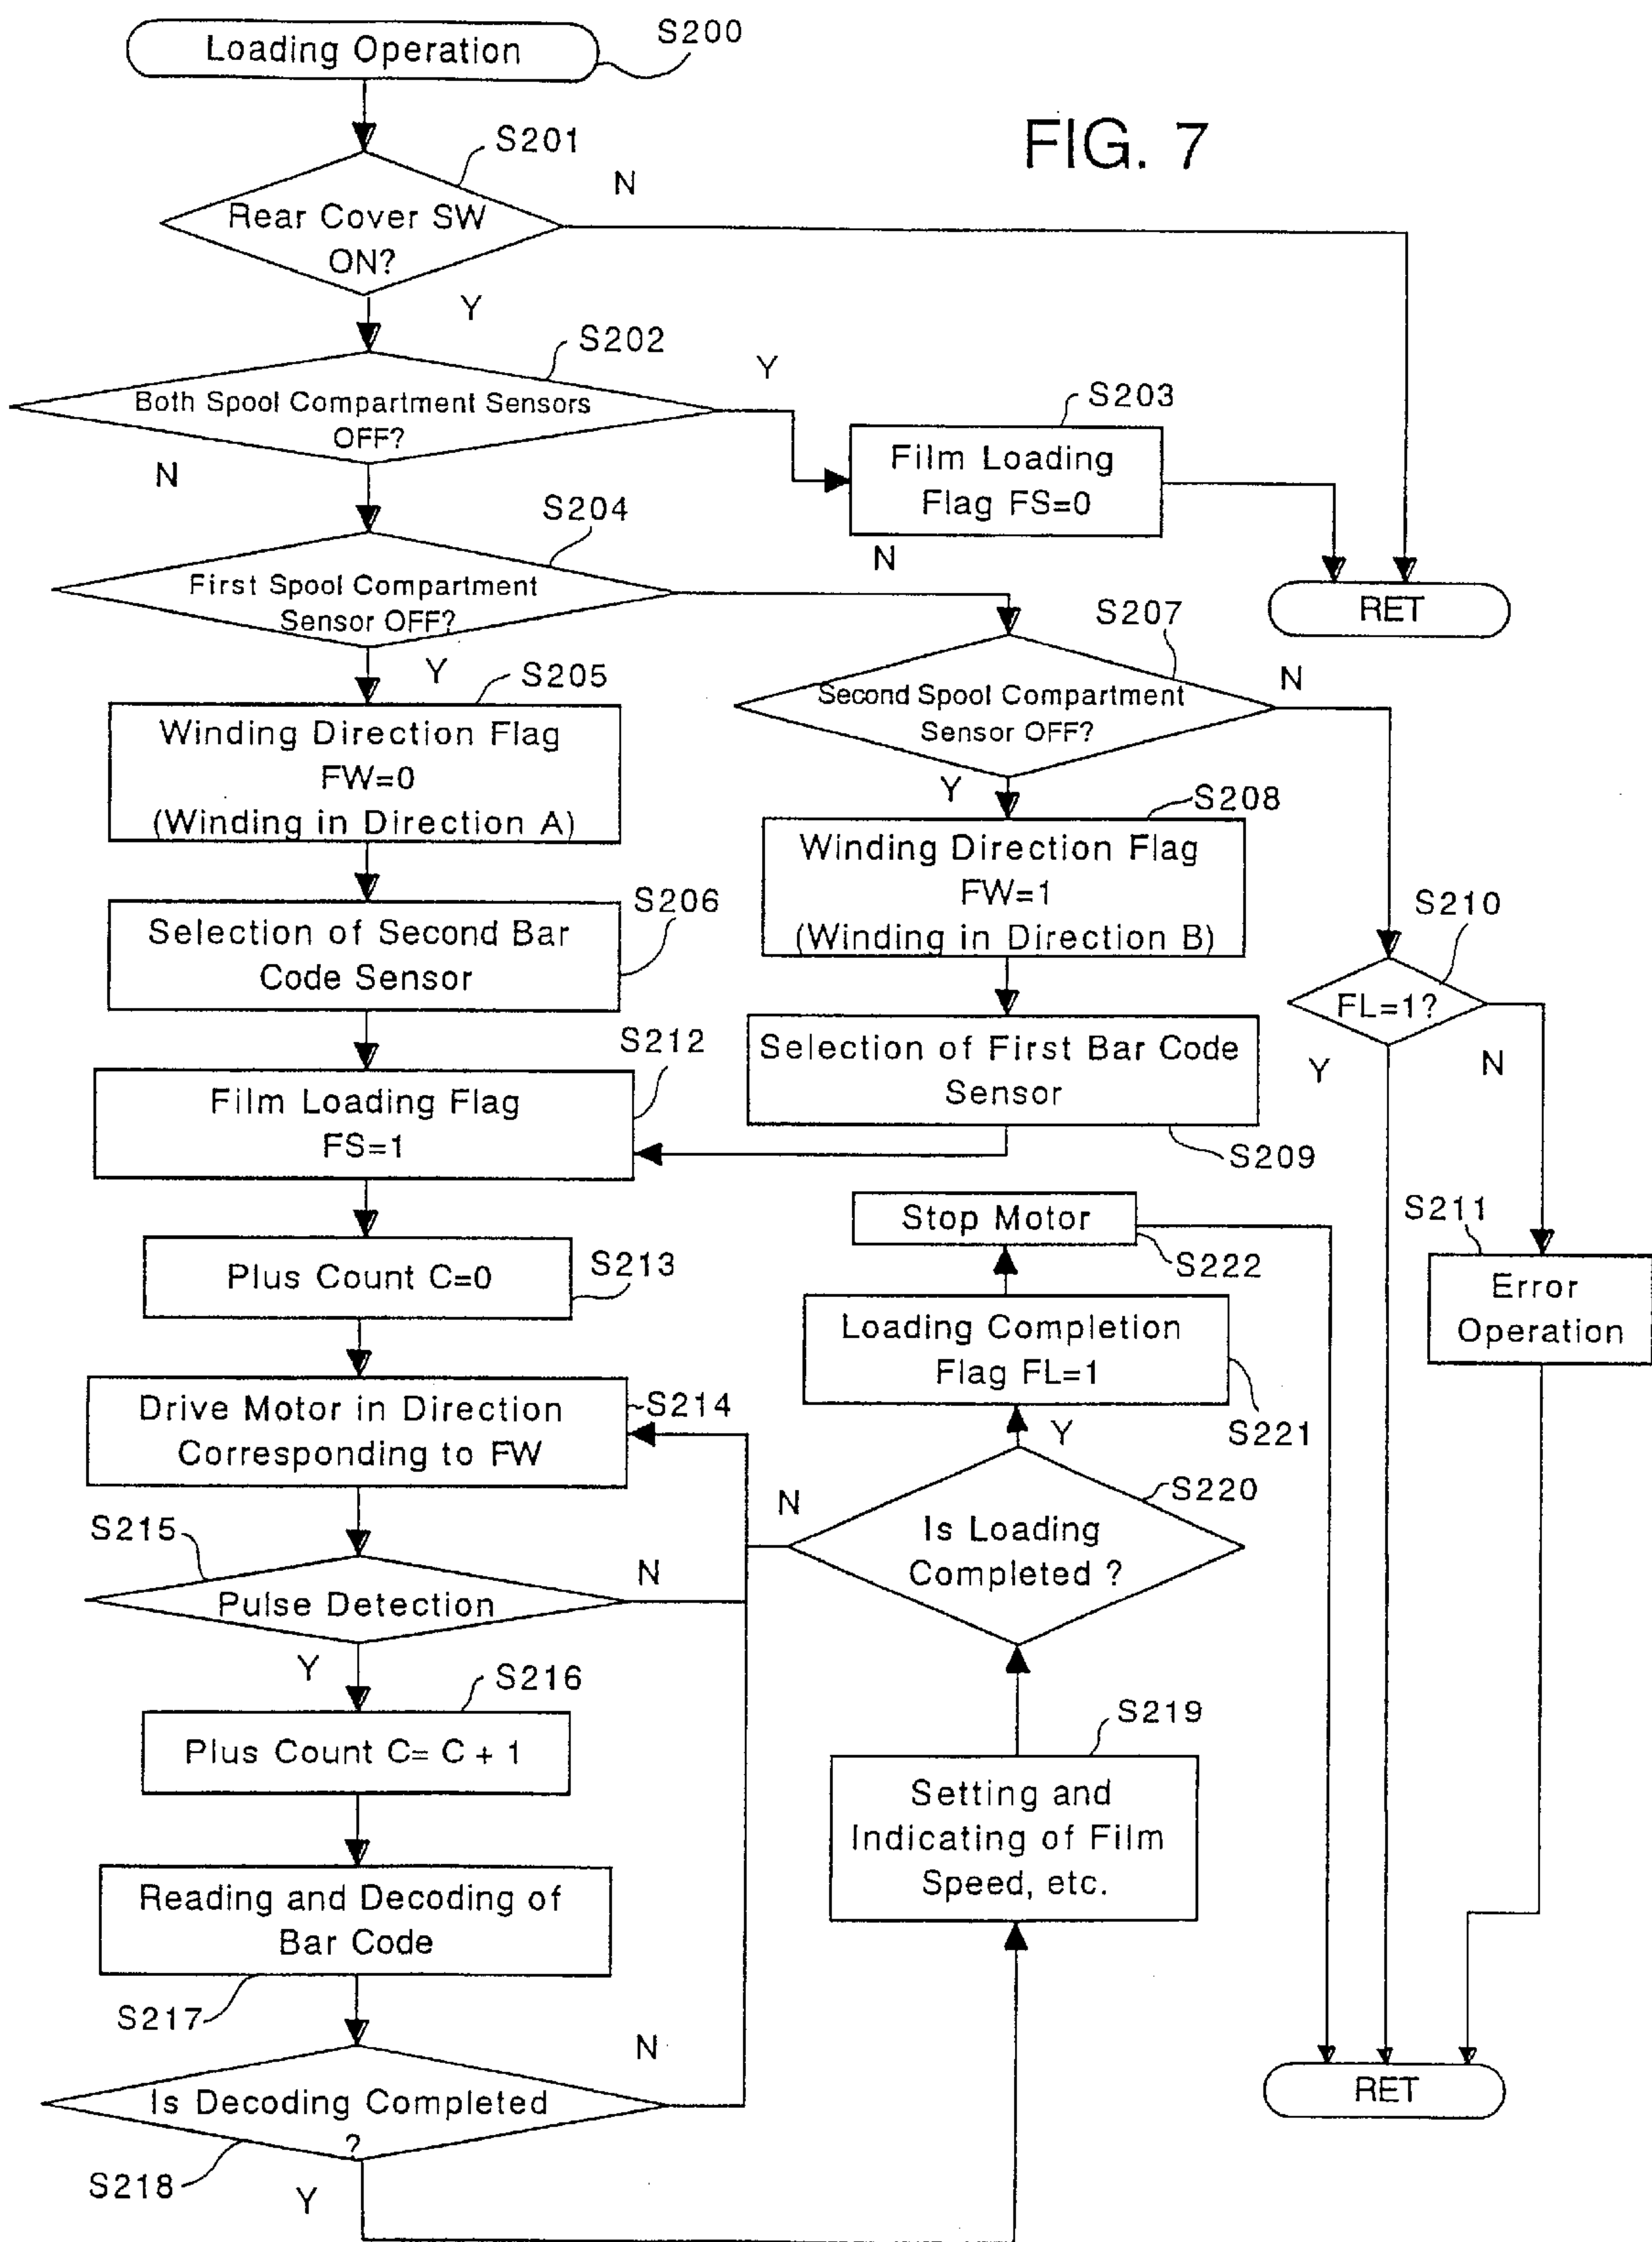 Loading Operation
S200
FIG. 7
S201
Rear Cover SW
ON?
N
Y
S202
Both Spool Compartment Sensors
OFF?
Y
N
S203
Film Loading
Flag FS=0
S204
First Spool Compartment
Sensor OFF?
N
Y
RET
S205
Winding Direction Flag
FW=0
(Winding in Direction A)
S207
Second Spool Compartment
Sensor OFF?
N
Y
S206
Selection of Second Bar
Code Sensor
S208
Winding Direction Flag
FW=1
(Winding in Direction B)
S210
FL=1?
Y
N
S212
Film Loading Flag
FS=1
Selection of First Bar Code
Sensor
S209
S213
Plus Count C=0
Stop Motor
S222
S211
Error
Operation
Loading Completion
Flag FL=1
S221
S214
Drive Motor in Direction
Corresponding to FW
Y
S220
Is Loading
Completed ?
N
S215
Pulse Detection
N
Y
S216
Plus Count C= C + 1
S219
Setting and
Indicating of Film
Speed, etc.
Reading and Decoding of
Bar Code
S217
N
Is Decoding Completed
?
S218
Y
RET